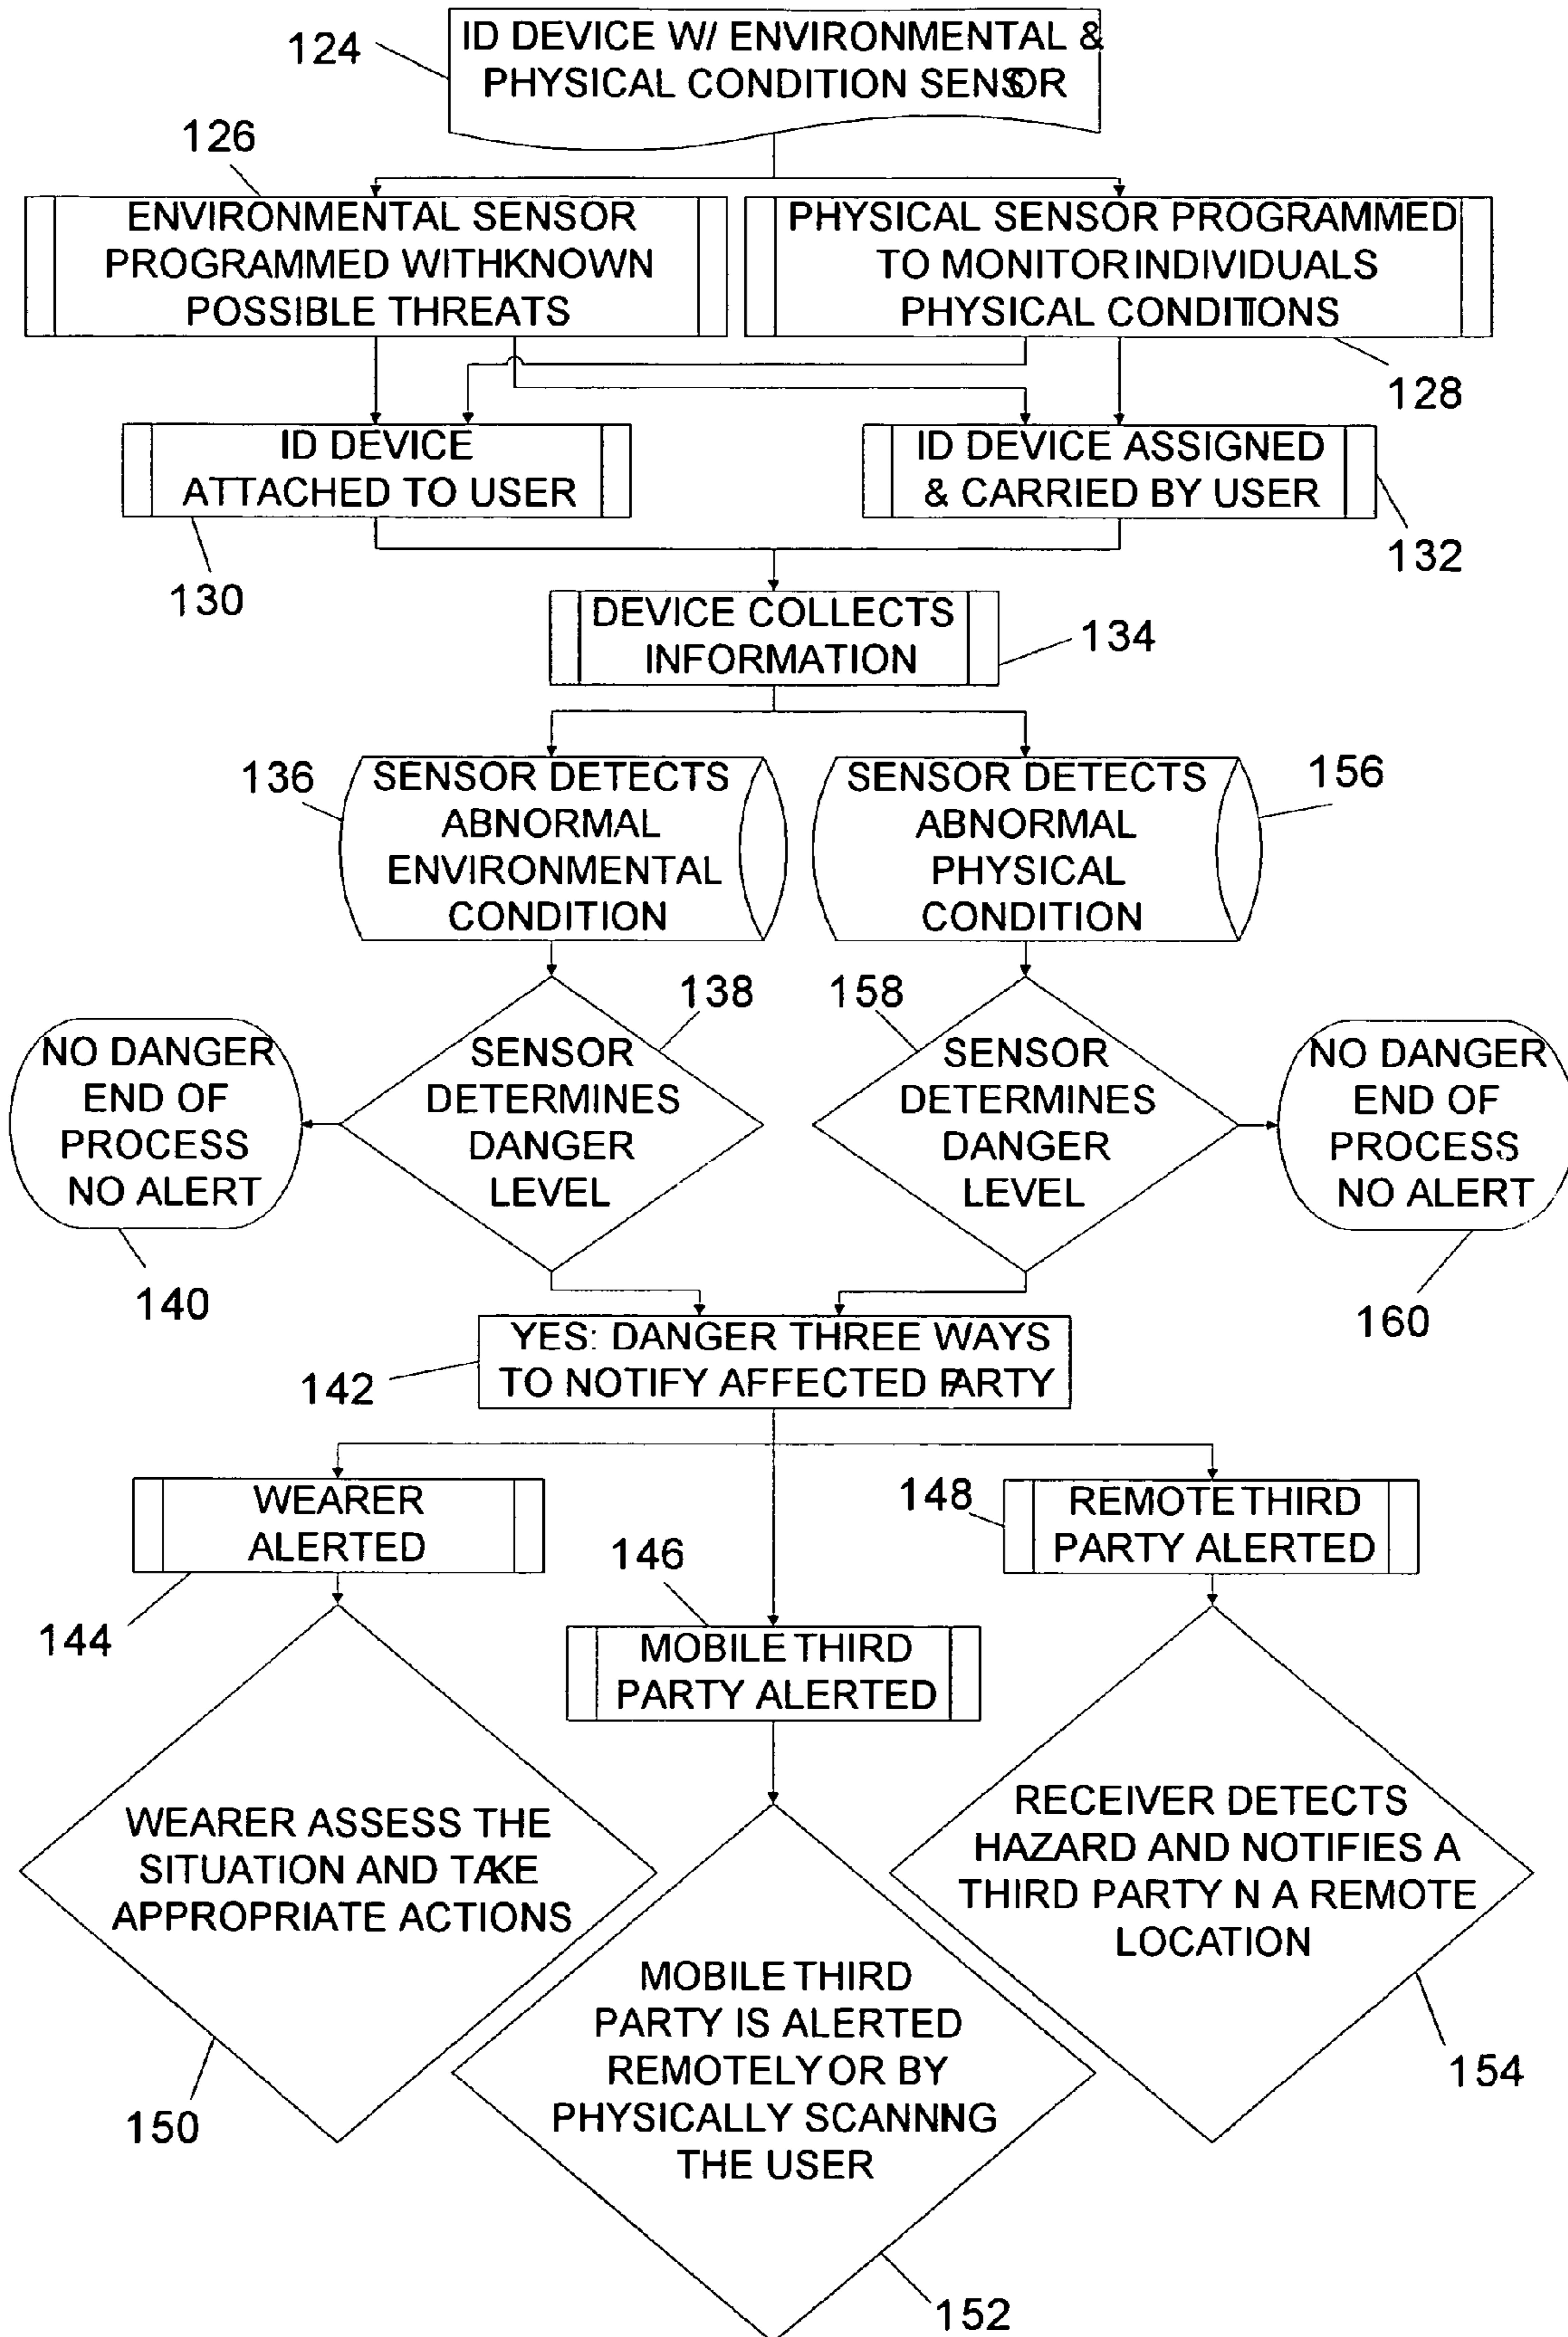 124
ID DEVICE W/ ENVIRONMENTAL &
PHYSICAL CONDITION SENSOR
126
ENVIRONMENTAL SENSOR
PROGRAMMED WITHKNOWN
POSSIBLE THREATS
PHYSICAL SENSOR PROGRAMMED
TO MONITORINDIVIDUALS
PHYSICAL CONDITIONS
128
ID DEVICE
ATTACHED TO USER
130
ID DEVICE ASSIGNED
& CARRIED BY USER
132
DEVICE COLLECTS
INFORMATION
134
136
SENSOR DETECTS
ABNORMAL
ENVIRONMENTAL
CONDITION
SENSOR DETECTS
ABNORMAL
PHYSICAL
CONDITION
156
138
158
NO DANGER
END OF
PROCESS
NO ALERT
140
SENSOR
DETERMINES
DANGER
LEVEL
SENSOR
DETERMINES
DANGER
LEVEL
NO DANGER
END OF
PROCESS
NO ALERT
160
142
YES: DANGER THREE WAYS
TO NOTIFY AFFECTED PARTY
WEARER
ALERTED
144
146
MOBILE THIRD
PARTY ALERTED
148
REMOTE THIRD
PARTY ALERTED
WEARER ASSESS THE
SITUATION AND TAKE
APPROPRIATE ACTIONS
150
MOBILE THIRD
PARTY IS ALERTED
REMOTELY OR BY
PHYSICALLY SCANNNG
THE USER
152
RECEIVER DETECTS
HAZARD AND NOTIFIES A
THIRD PARTY N A REMOTE
LOCATION
154